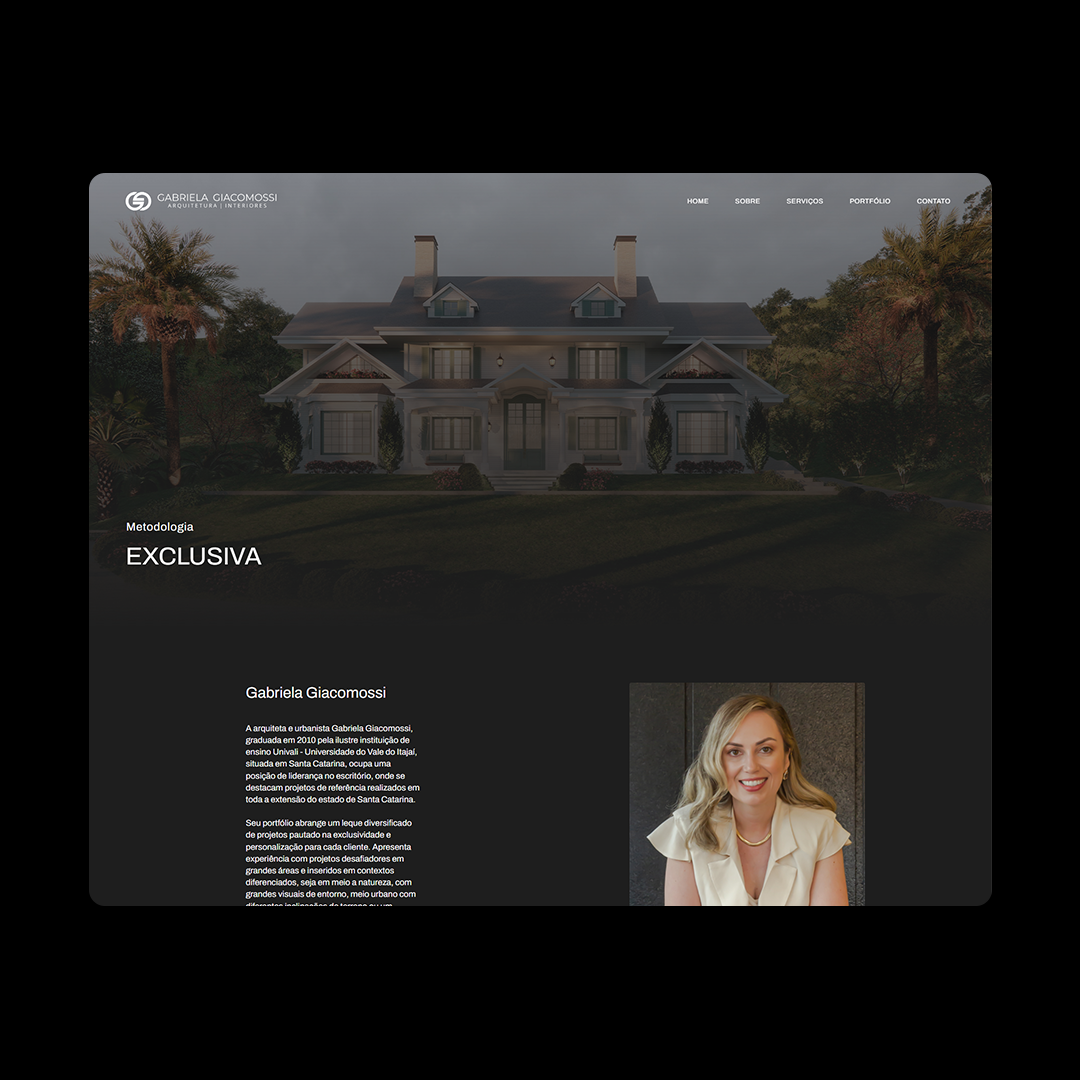 GABRIELA GIACOMOSSI
ARQUITETURA | INTERIORES
HOME SOBRE SERVIÇOS PORTFÓLIO CONTATO
Metodologia
EXCLUSIVA
Gabriela Giacomossi
A arquiteta e urbanista Gabriela Giacomossi,
graduada em 2010 pela ilustre instituição de
ensino Univali - Universidade do Vale do Itajaí,
situada em Santa Catarina, ocupa uma
posição de liderança no escritório, onde se
destacam projetos de referência realizados em
toda a extensão do estado de Santa Catarina.
Seu portfólio abrange um leque diversificado
de projetos pautado na exclusividade e
personalização para cada cliente. Apresenta
experiência com projetos desafiadores em
grandes áreas e inseridos em contextos
diferenciados, seja em meio a natureza, com
grandes visuais de entorno, meio urbano com